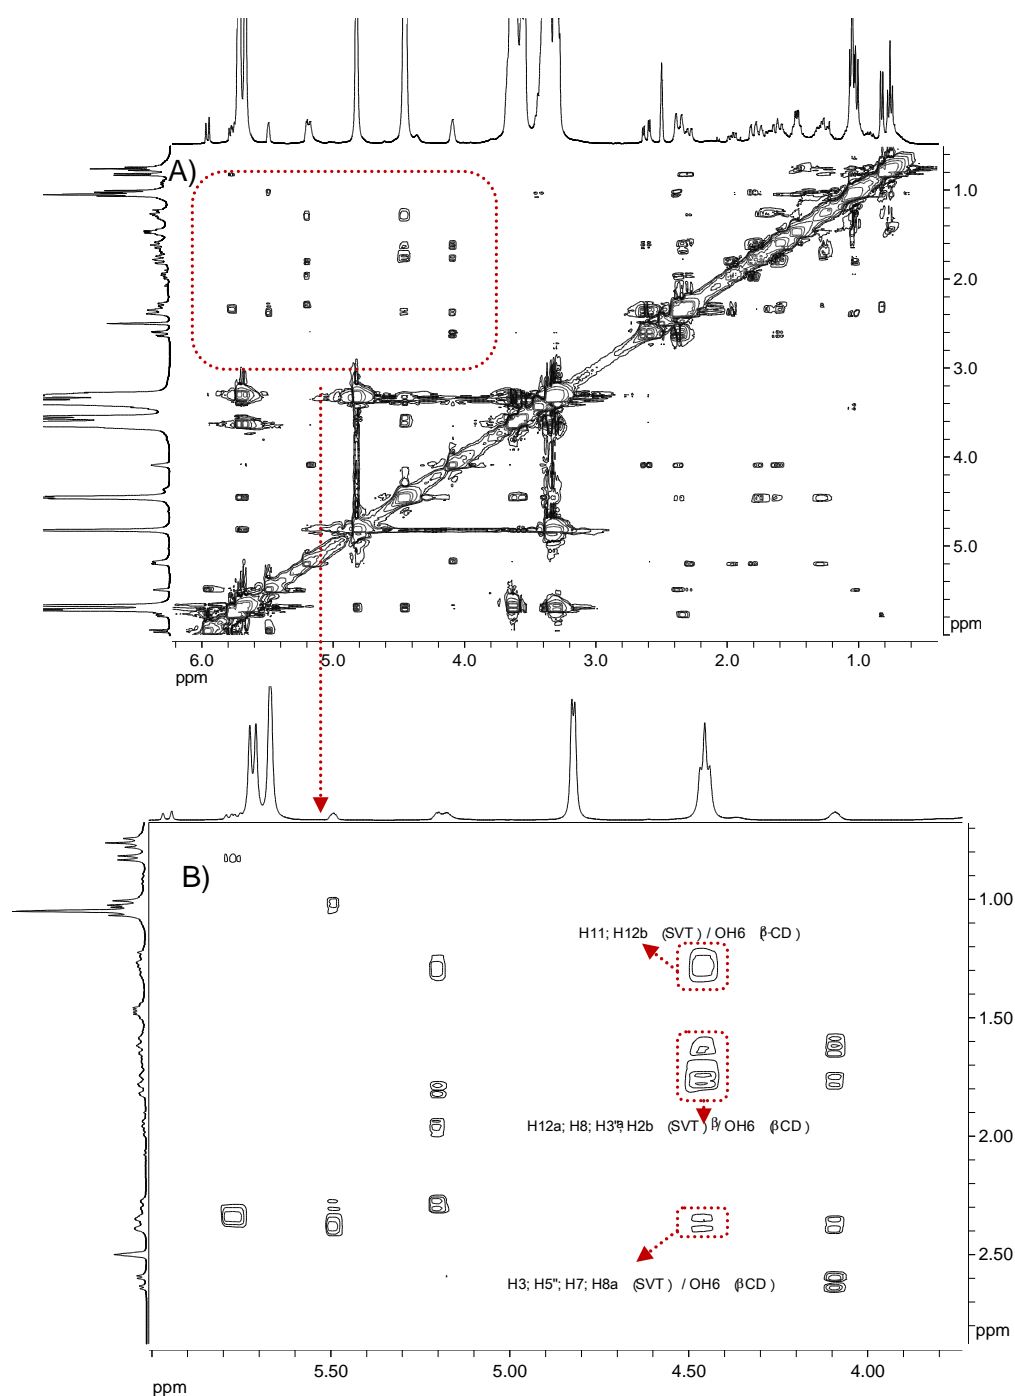 A)
1.0
2.0
3.0
4.0
5.0
ppm
6.0 5.0 4.0 3.0 2.0 1.0
ppm
B)
1.00
H11; H12b (SVT) / OH6 β-CD)
1.50
H12a; H8; H3"; H2b (SVT) / OH6 (βCD)
2.00
2.50
H3; H5"; H7; H8a (SVT) / OH6 (βCD)
ppm
5.50 5.00 4.50 4.00
ppm